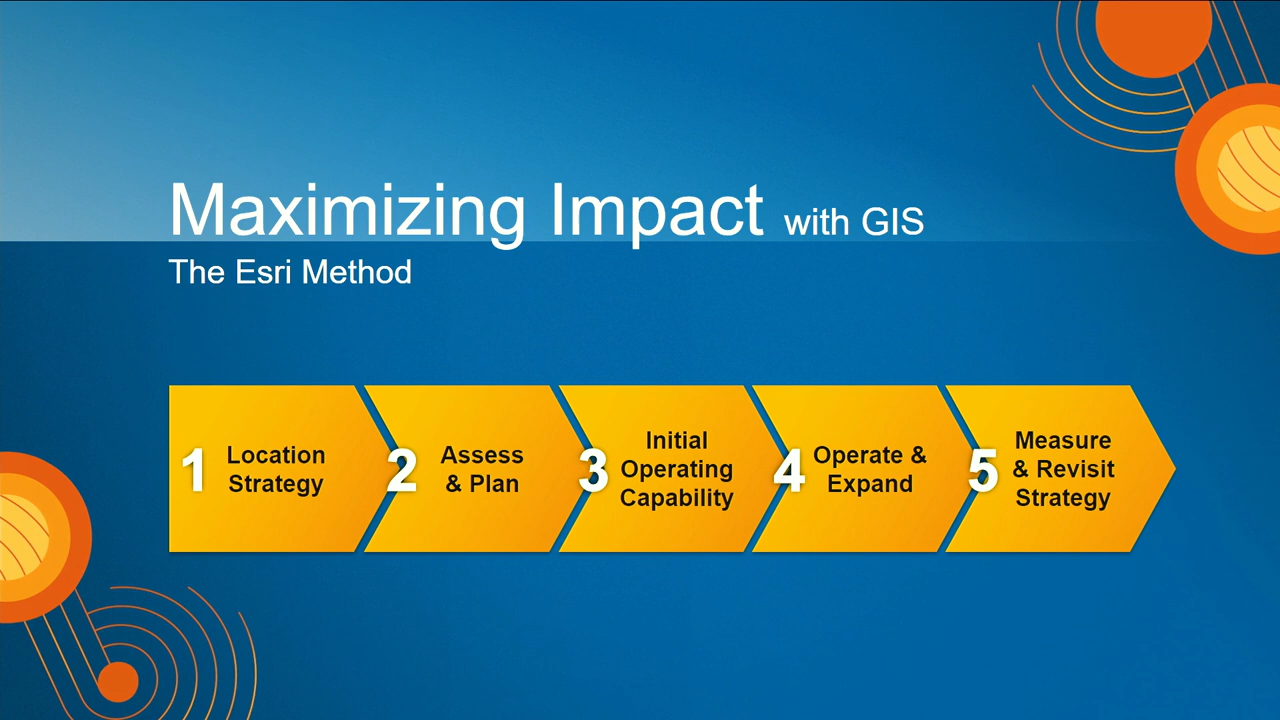 Maximizing Impact with GIS
The Esri Method
1 Location
Strategy
2 Assess
& Plan
3 Initial
Operating
Capability
4 Operate &
Expand
5 Measure
& Revisit
Strategy